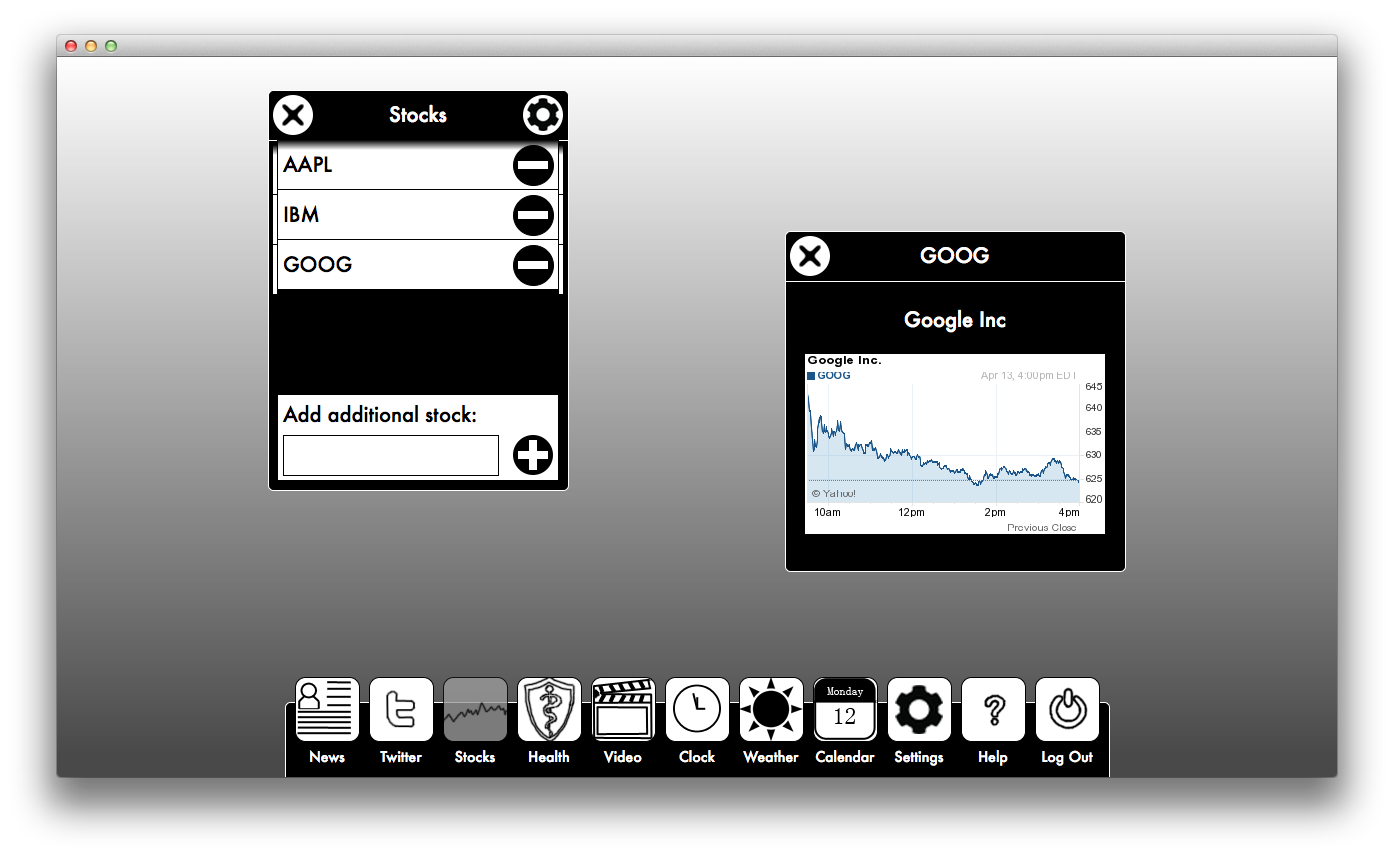 Stocks
AAPL
IBM
GOOG
Add additional stock:
GOOG
Google Inc
Google Inc.
GOOG Apr 13, 4:00pm EDT
645
640
635
630
625
620
© Yahoo!
10am 12pm 2pm 4pm
Previous Close
Monday
12
News Twitter Stocks Health Video Clock Weather Calendar Settings Help Log Out